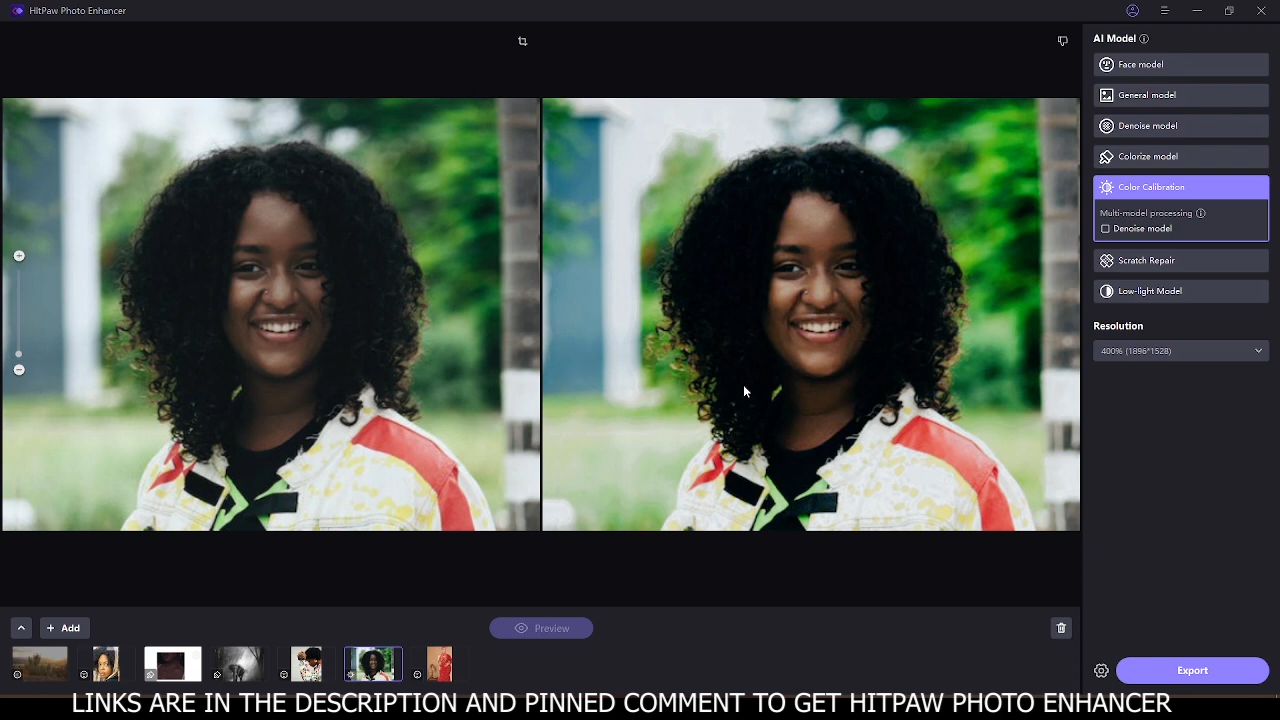 HitPaw Photo Enhancer
AI Model
Face model
General model
Denoise model
Colorize model
Color Calibration
Multi-model processing
Denoise model
Scratch Repair
Low-light Model
Resolution
400% (1896*1528)
+ Add
Preview
Export
LINKS ARE IN THE DESCRIPTION AND PINNED COMMENT TO GET HITPAW PHOTO ENHANCER